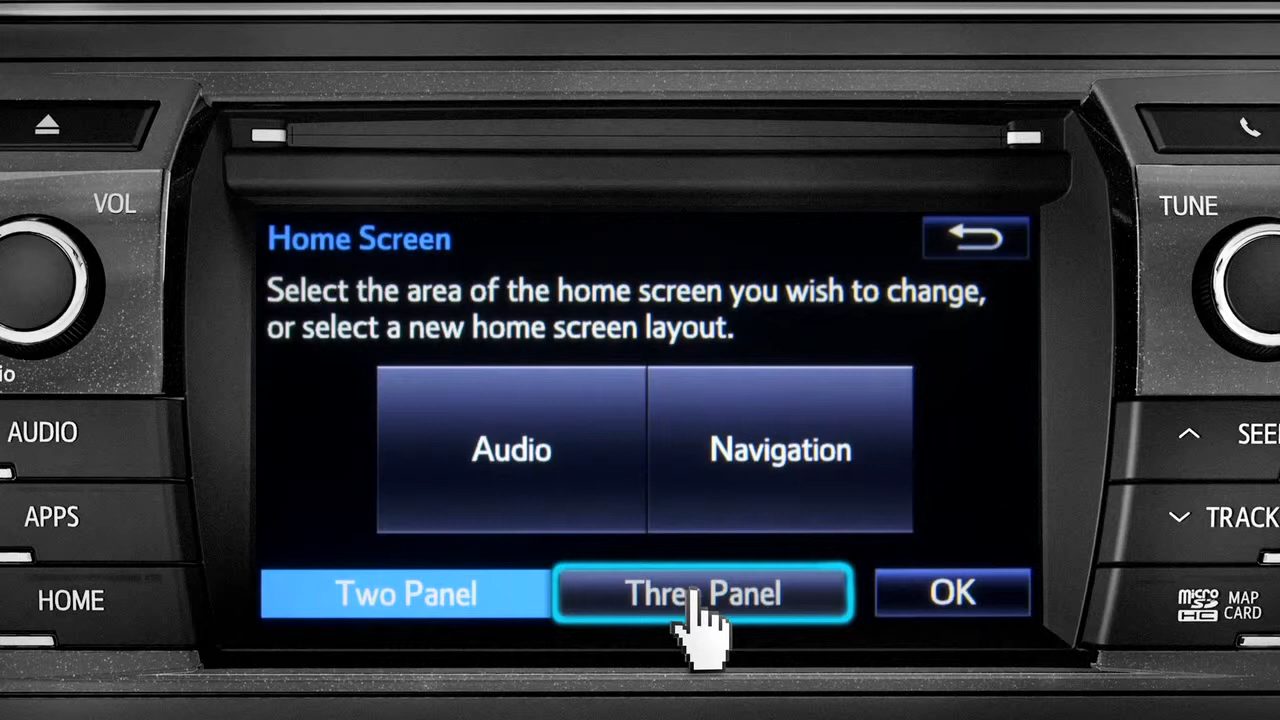 VOL
TUNE
Home Screen
Select the area of the home screen you wish to change,
or select a new home screen layout.
io
AUDIO
Audio
Navigation
SEE
APPS
TRACK
Two Panel
Three Panel
OK
HOME
micro
SD
HC
MAP
CARD